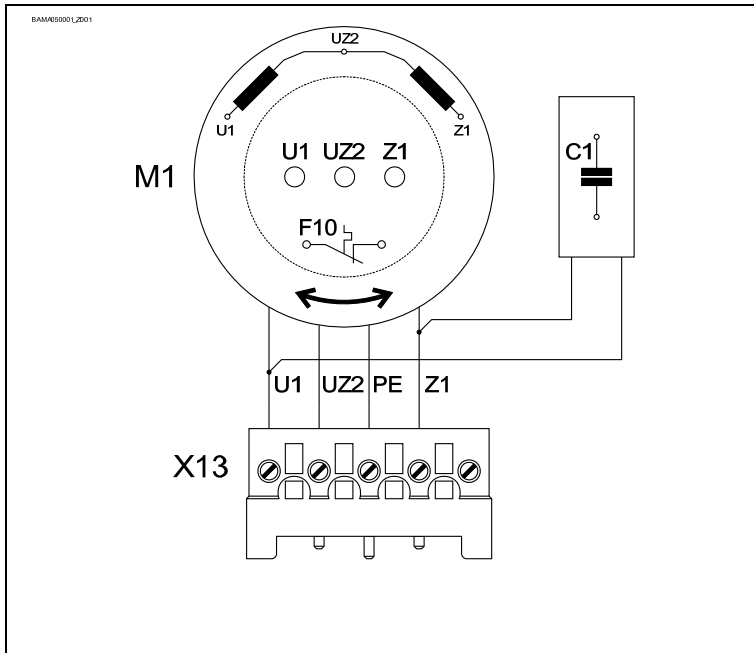 BAMA050001_Z001
UZ2
U1
Z1
U1 UZ2 Z1
M1
C1
F10
U1 UZ2 PE Z1
X13